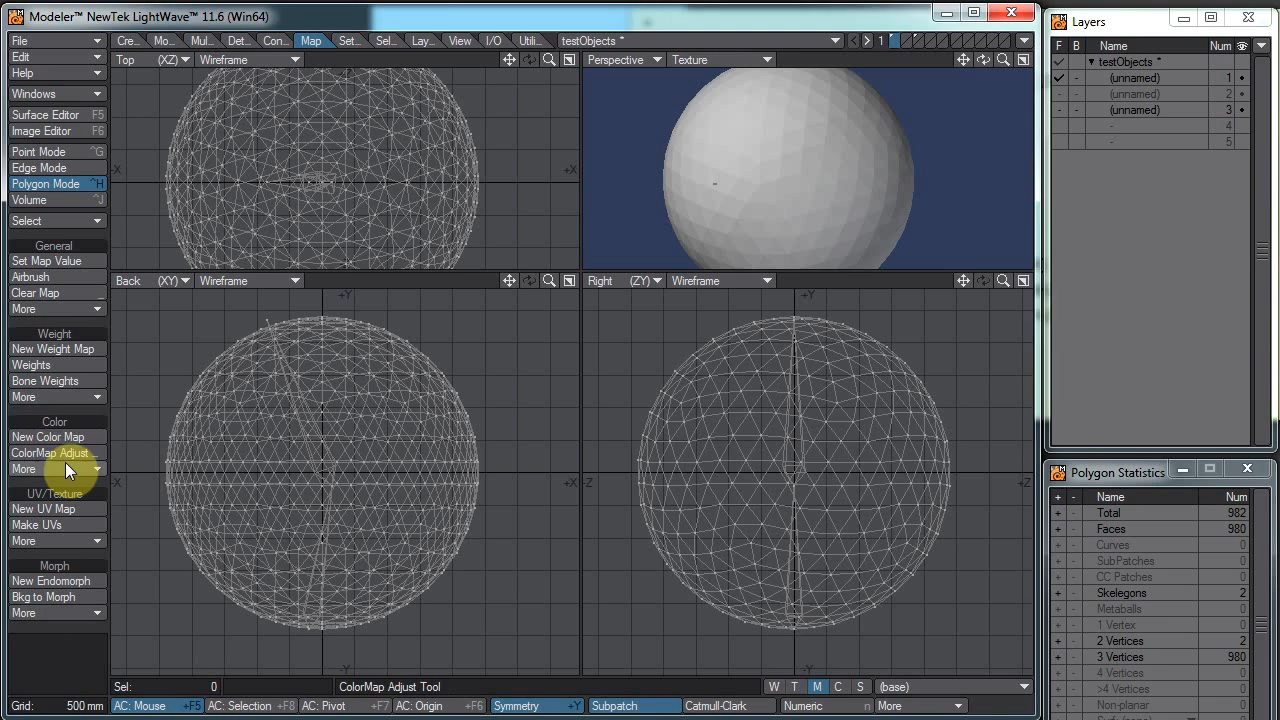 Modeler™ NewTek LightWave™ 11.6 (Win64)
File
Edit
Help
Windows
Surface Editor F5
Image Editor F6
Point Mode ^G
Edge Mode
Polygon Mode ^H
Volume ^J
Select
General
Set Map Value
Airbrush
Clear Map _
More
Weight
New Weight Map
Weights
Bone Weights
More
Color
New Color Map
ColorMap Adjust...
More
UV/Texture
New UV Map
Make UVs
More
Morph
New Endomorph
Bkg to Morph
More
Cre... Mo... Mul... Det... Con... Map Set... Sel... Lay... View I/O Utili... testObjects * 1
Top (XZ) Wireframe
-X +X
Perspective Texture
Back (XY) Wireframe
+Y
-X +X
-Y
Right (ZY) Wireframe
+Y
-Z +Z
-Y
Sel: 0 ColorMap Adjust Tool W T M C S (base)
Grid: 500 mm AC: Mouse +F5 AC: Selection +F8 AC: Pivot +F7 AC: Origin +F6 Symmetry +Y Subpatch Catmull-Clark Numeric n More
Layers
F B Name Num
testObjects *
(unnamed) 1
(unnamed) 2
(unnamed) 3
- 4
- 5
Polygon Statistics
+ - Name Num
+ - Total 982
+ - Faces 980
+ - Curves 0
+ - SubPatches 0
+ - CC Patches 0
+ - Skelegons 2
+ - Metaballs 0
+ - 1 Vertex 0
+ - 2 Vertices 2
+ - 3 Vertices 980
+ - 4 Vertices 0
+ - >4 Vertices 0
+ - Non-planar 0